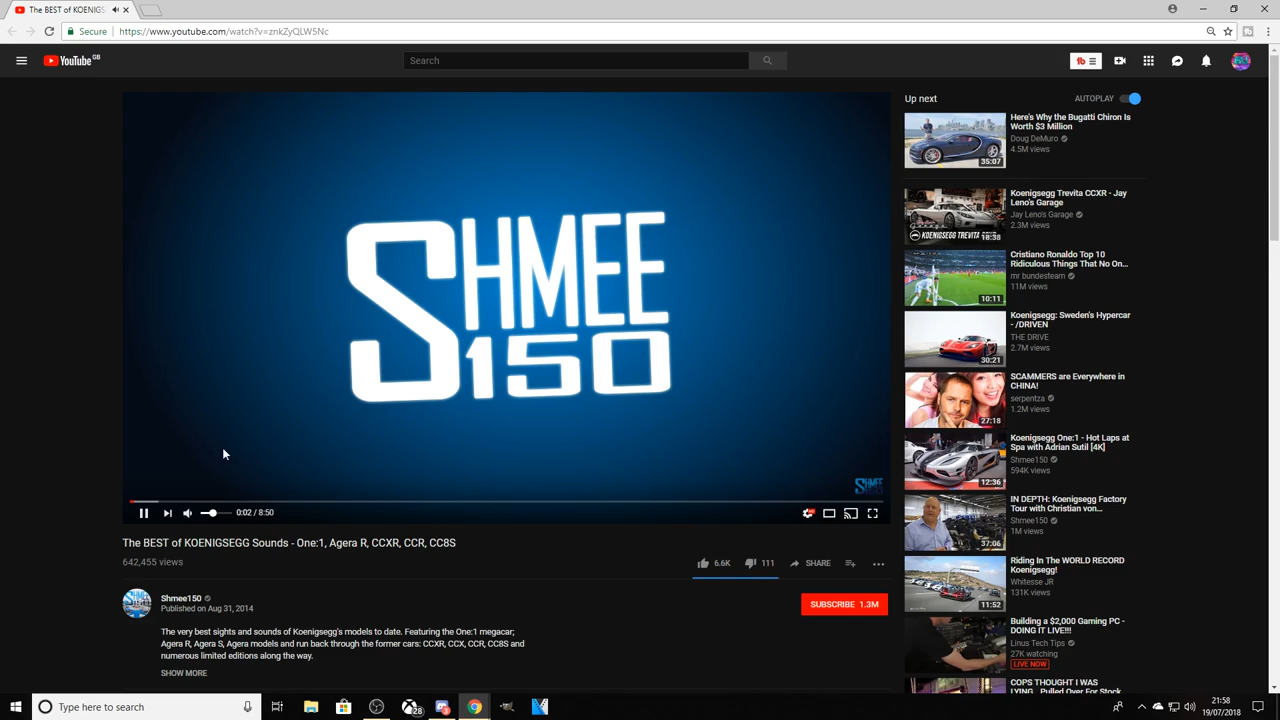 The BEST of KOENIGS
Secure
https://www.youtube.com/watch?v=znkZyQLW5Nc
YouTube GB
Search
SHMEE
150
SHMEE
150
0:02 / 8:50
The BEST of KOENIGSEGG Sounds - One:1, Agera R, CCXR, CCR, CC8S
642,455 views
6.6K
111
SHARE
Shmee150
Published on Aug 31, 2014
SUBSCRIBE 1.3M
The very best sights and sounds of Koenigsegg's models to date. Featuring the One:1 megacar;
Agera R, Agera S, Agera models and run back through the former cars: CCXR, CCX, CCR, CC8S and
numerous limited editions along the way.
SHOW MORE
Up next
AUTOPLAY
Here's Why the Bugatti Chiron Is
Worth $3 Million
Doug DeMuro
4.5M views
35:07
Koenigsegg Trevita CCXR - Jay
Leno's Garage
Jay Leno's Garage
2.3M views
KOENIGSEGG TREVITA
18:38
Cristiano Ronaldo Top 10
Ridiculous Things That No On...
mr bundesteam
11M views
10:11
Koenigsegg: Sweden's Hypercar
- /DRIVEN
THE DRIVE
2.7M views
30:21
SCAMMERS are Everywhere in
CHINA!
serpentza
1.2M views
27:18
Koenigsegg One:1 - Hot Laps at
Spa with Adrian Sutil [4K]
Shmee150
594K views
12:36
IN DEPTH: Koenigsegg Factory
Tour with Christian von...
Shmee150
1M views
37:06
Riding In The WORLD RECORD
Koenigsegg!
Whitesse JR
131K views
11:52
Building a $2,000 Gaming PC -
DOING IT LIVE!!!
Linus Tech Tips
27K watching
LIVE NOW
COPS THOUGHT I WAS
LYING.. Pulled Over For Stock
Type here to search
28
21:58
19/07/2018